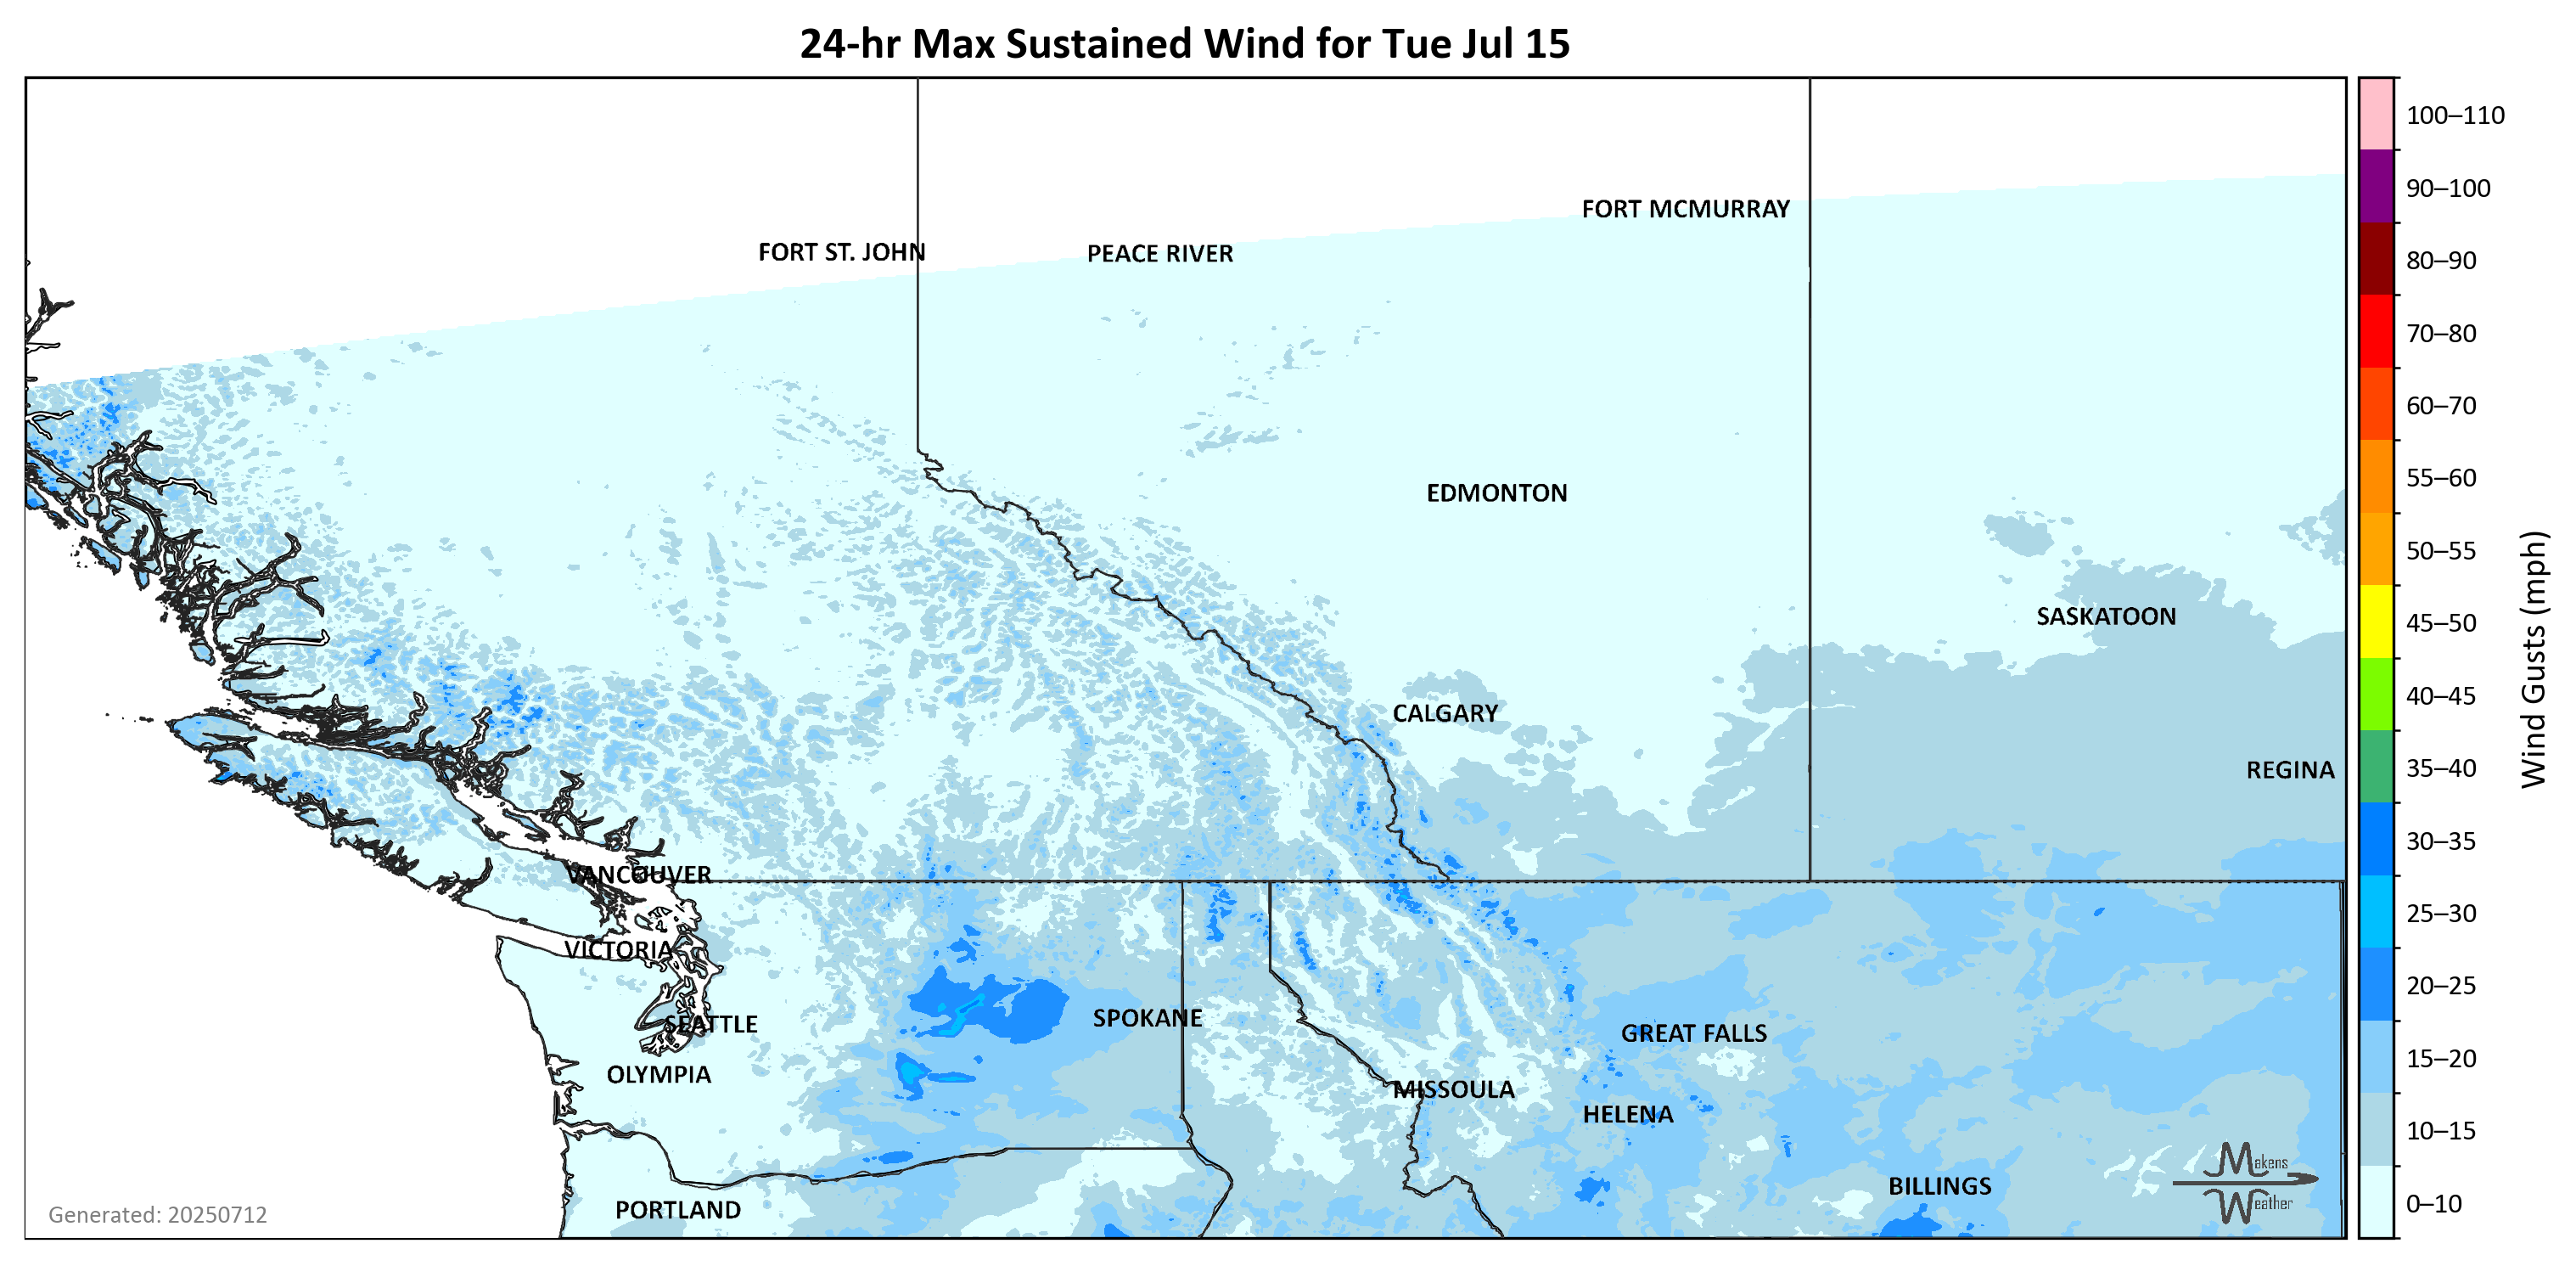 24-hr Max Sustained Wind for Tue Jul 15
100–110
90–100
80–90
70–80
60–70
55–60
50–55
45–50
40–45
35–40
30–35
25–30
20–25
15–20
10–15
0–10
Wind Gusts (mph)
FORT MCMURRAY
FORT ST. JOHN
PEACE RIVER
EDMONTON
SASKATOON
CALGARY
REGINA
VANCOUVER
VICTORIA
SEATTLE
SPOKANE
GREAT FALLS
OLYMPIA
MISSOULA
HELENA
BILLINGS
PORTLAND
Makens
Weather
Generated: 20250712